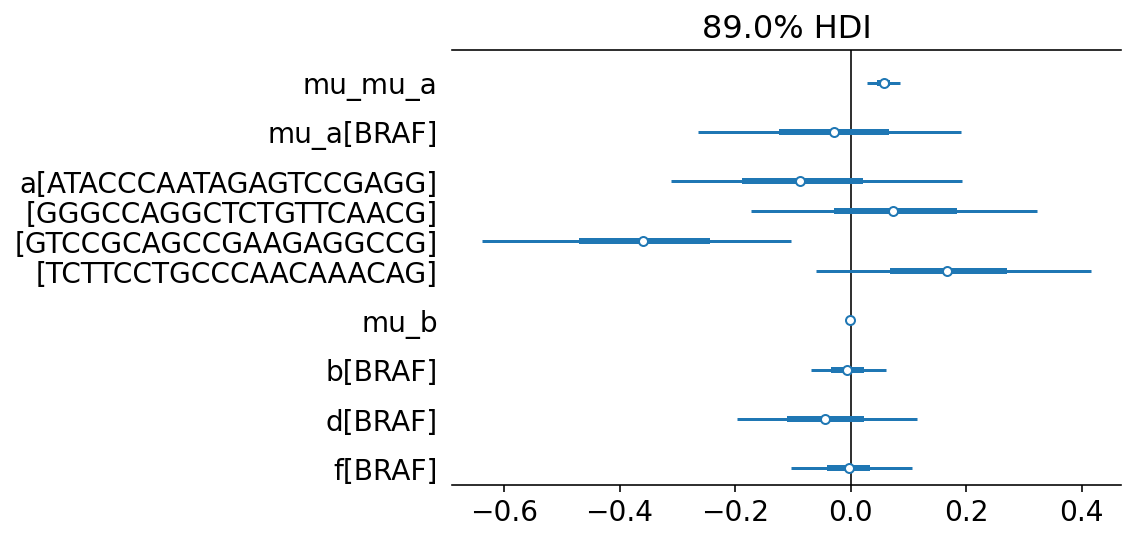 89.0% HDI
mu_mu_a
mu_a[BRAF]
a[ATACCCAATAGAGTCCGAGG]
[GGGCCAGGCTCTGTTCAACG]
[GTCCGCAGCCGAAGAGGCCG]
[TCTTCCTGCCCAACAAACAG]
mu_b
b[BRAF]
d[BRAF]
f[BRAF]
−0.6 −0.4 −0.2 0.0 0.2 0.4